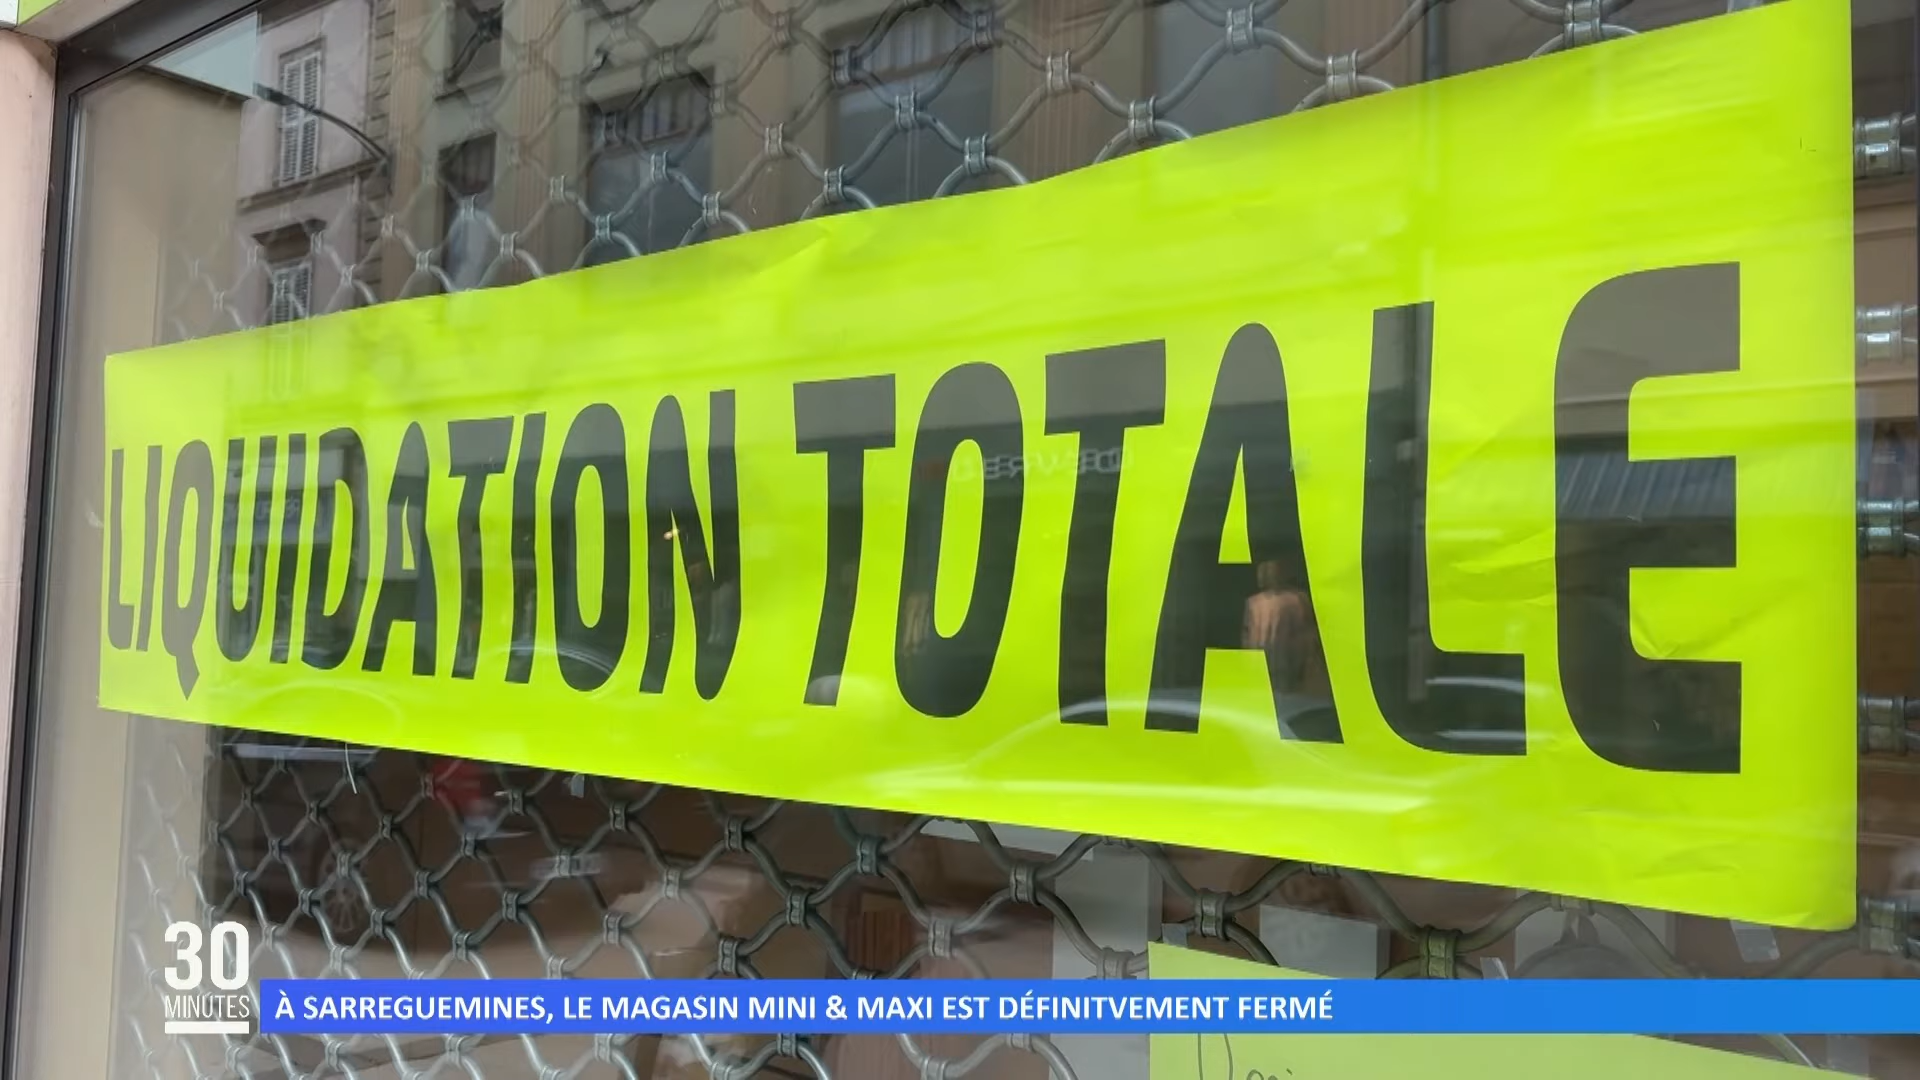 LIQUIDATION TOTALE
30
MINUTES
À SARREGUEMINES, LE MAGASIN MINI & MAXI EST DÉFINITVEMENT FERMÉ